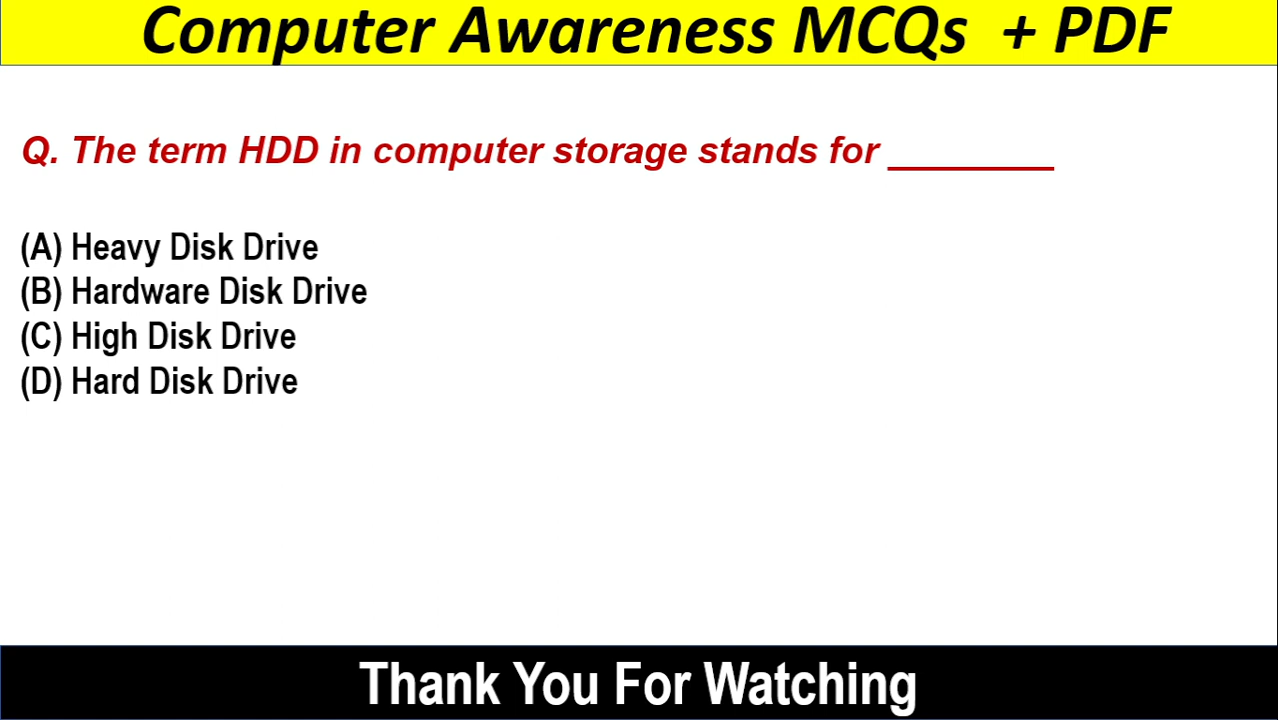 Computer Awareness MCQs + PDF
Q. The term HDD in computer storage stands for ________
(A) Heavy Disk Drive
(B) Hardware Disk Drive
(C) High Disk Drive
(D) Hard Disk Drive
Thank You For Watching